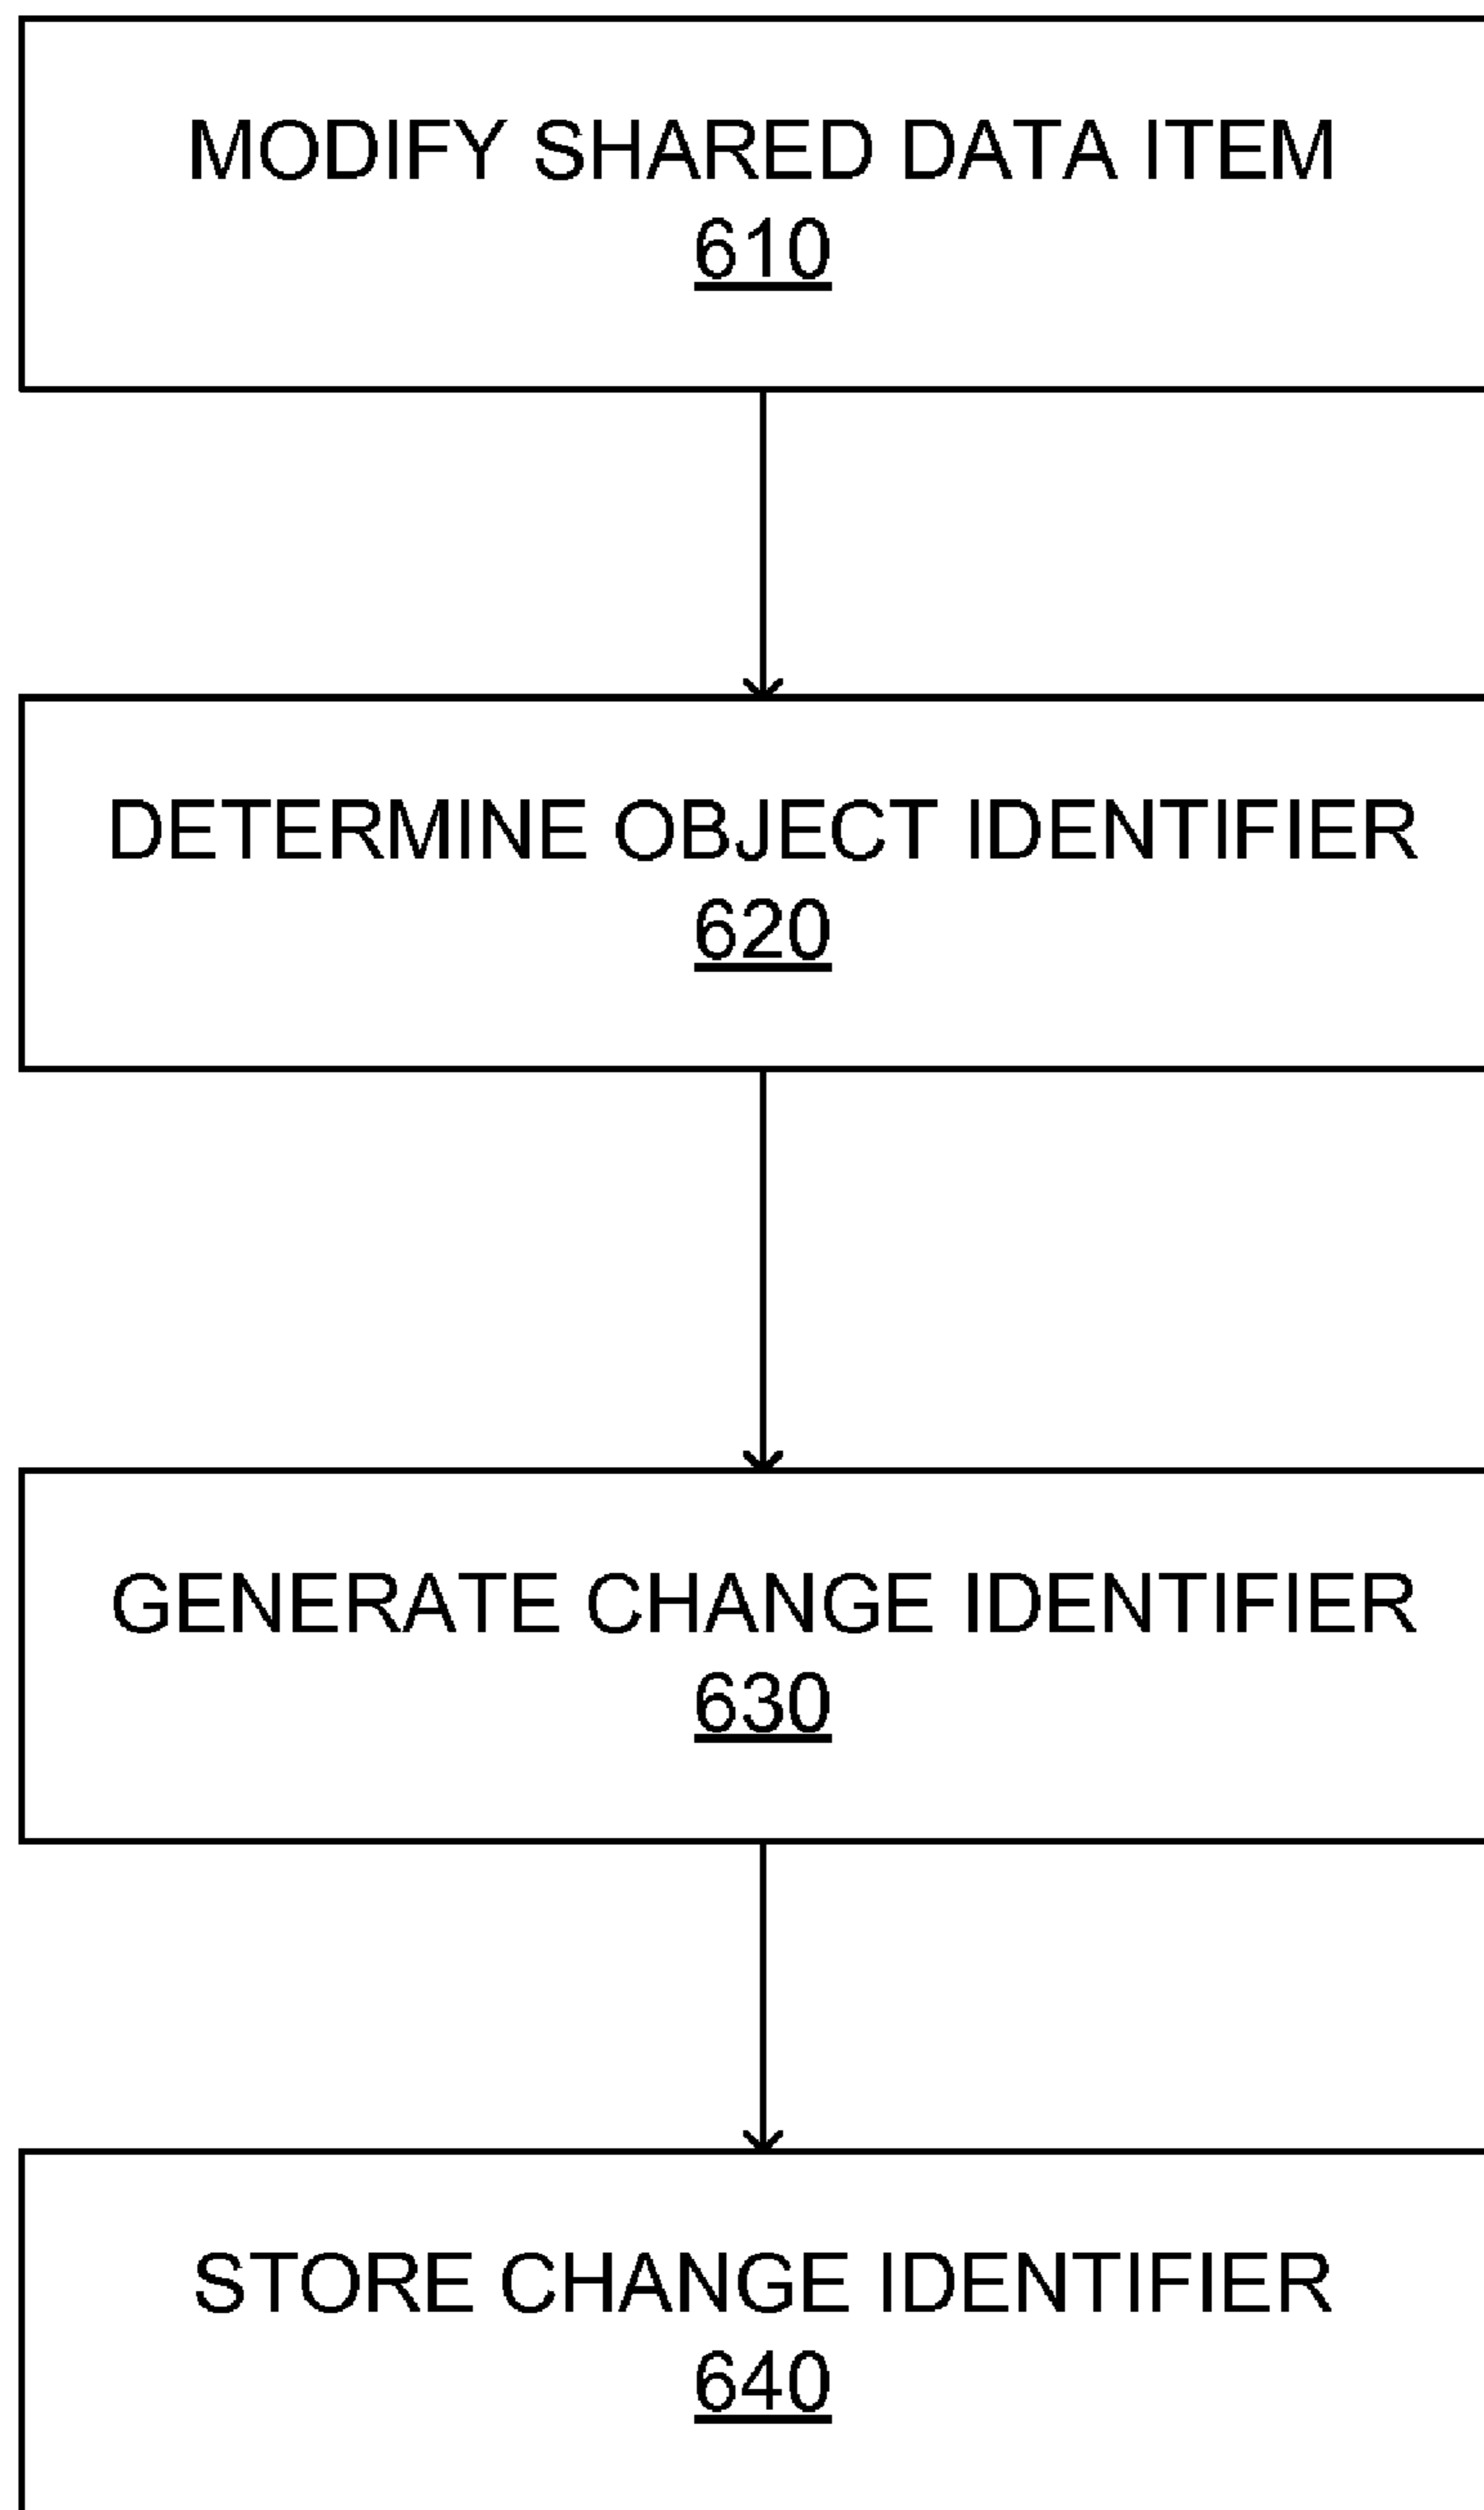 MODIFY SHARED DATA ITEM
610
DETERMINE OBJECT IDENTIFIER
620
GENERATE CHANGE IDENTIFIER
630
STORE CHANGE IDENTIFIER
640